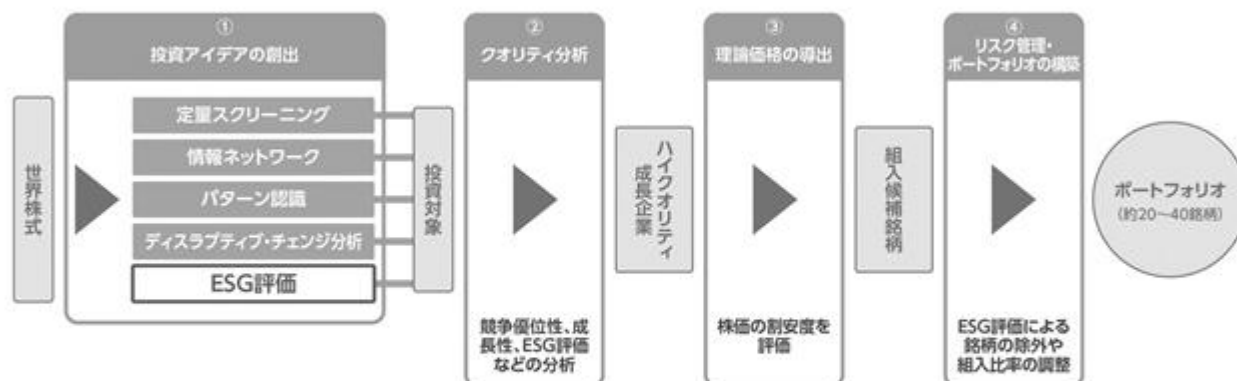 世界株式
①
投資アイデアの創出
定量スクリーニング
情報ネットワーク
パターン認識
ディスラプティブ・チェンジ分析
ESG評価
投資対象
②
クオリティ分析
競争優位性、成
長性、ESG評価
などの分析
ハイクオリティ
成長企業
③
理論価格の導出
株価の割安度を
評価
組入候補銘柄
④
リスク管理・
ポートフォリオの構築
ESG評価による
銘柄の除外や
組入比率の調整
ポートフォリオ
（約20～40銘柄）